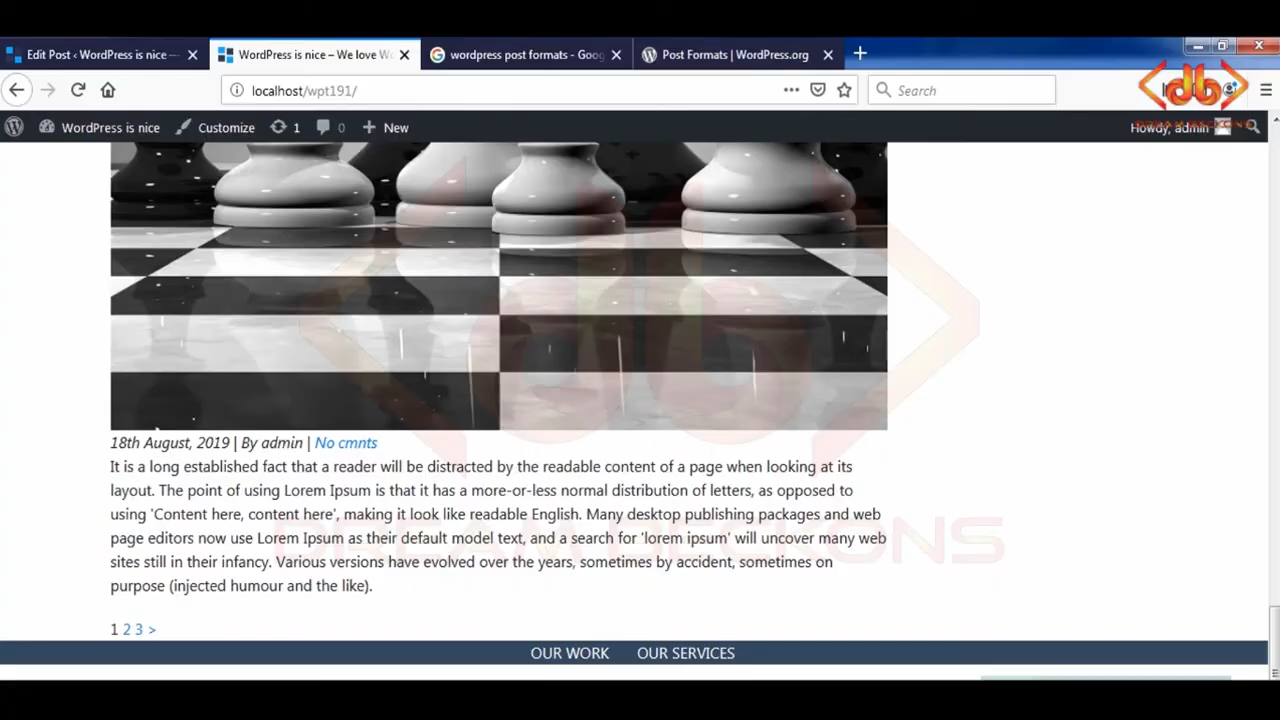 Edit Post ‹ WordPress is nice —
WordPress is nice – We love Wo
wordpress post formats - Goog
Post Formats | WordPress.org
localhost/wpt191/
Search
WordPress is nice
Customize
1
0
New
Howdy, admin
18th August, 2019 | By admin | No cmnts
It is a long established fact that a reader will be distracted by the readable content of a page when looking at its
layout. The point of using Lorem Ipsum is that it has a more-or-less normal distribution of letters, as opposed to
using 'Content here, content here', making it look like readable English. Many desktop publishing packages and web
page editors now use Lorem Ipsum as their default model text, and a search for 'lorem ipsum' will uncover many web
sites still in their infancy. Various versions have evolved over the years, sometimes by accident, sometimes on
purpose (injected humour and the like).
DREAM BECKONS
1 2 3 >
OUR WORK OUR SERVICES